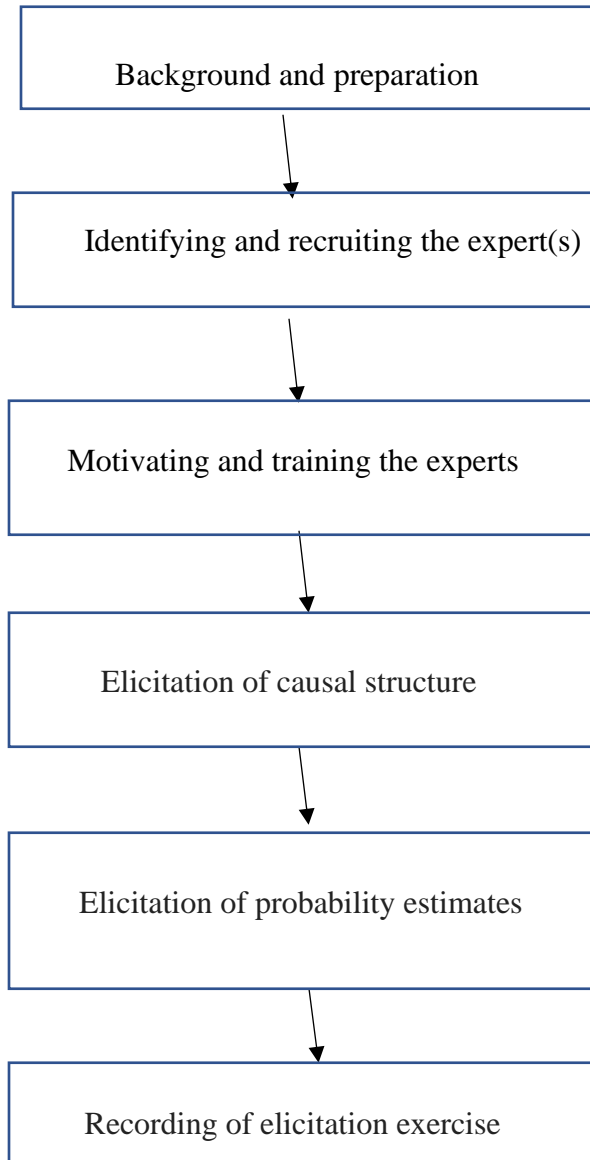 Background and preparation
Identifying and recruiting the expert(s)
Motivating and training the experts
Elicitation of causal structure
Elicitation of probability estimates
Recording of elicitation exercise